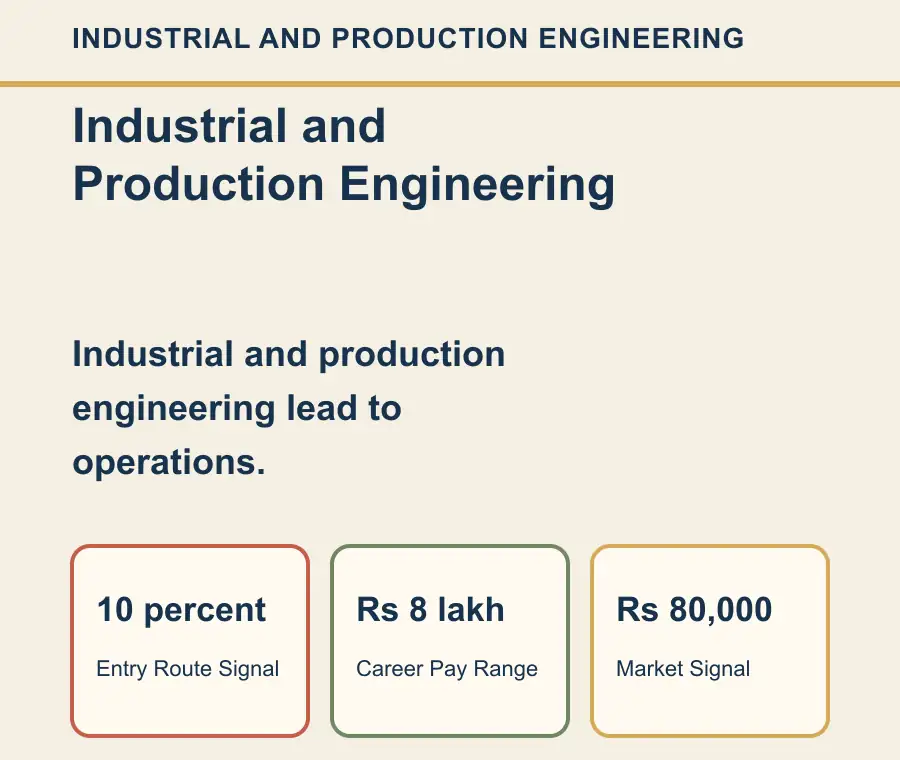 INDUSTRIAL AND PRODUCTION ENGINEERING
Industrial and
Production Engineering
Industrial and production
engineering lead to
operations.
10 percent
Entry Route Signal
Rs 8 lakh
Career Pay Range
Rs 80,000
Market Signal